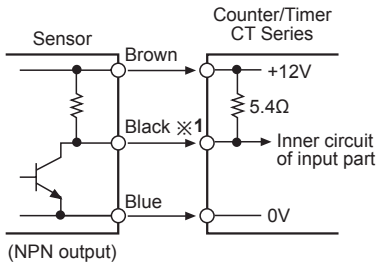 Counter/Timer
CT Series
Sensor
Brown
+12V
5.4Ω
Black ※1
Inner circuit
of input part
Blue
0V
(NPN output)